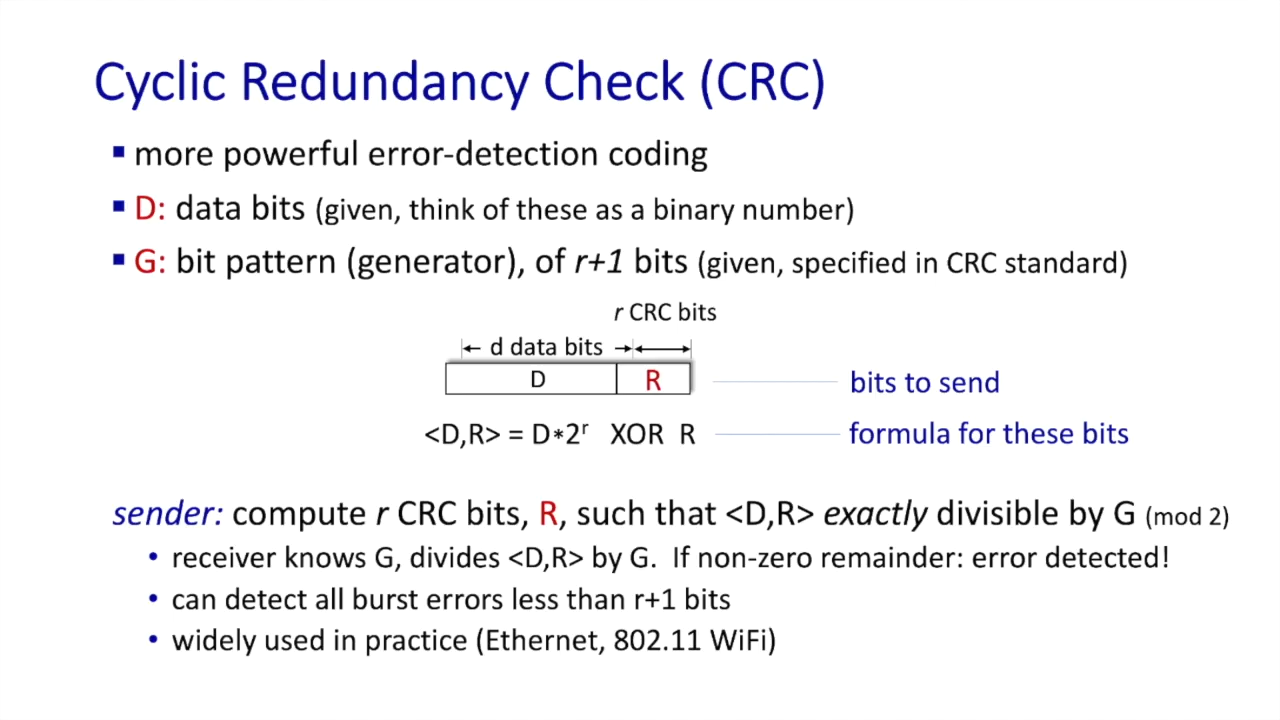 Cyclic Redundancy Check (CRC)
▪ more powerful error-detection coding
▪ D: data bits (given, think of these as a binary number)
▪ G: bit pattern (generator), of r+1 bits (given, specified in CRC standard)
r CRC bits
d data bits
D R bits to send
<D,R> = D*2ʳ XOR R formula for these bits
sender: compute r CRC bits, R, such that <D,R> exactly divisible by G (mod 2)
• receiver knows G, divides <D,R> by G. If non-zero remainder: error detected!
• can detect all burst errors less than r+1 bits
• widely used in practice (Ethernet, 802.11 WiFi)